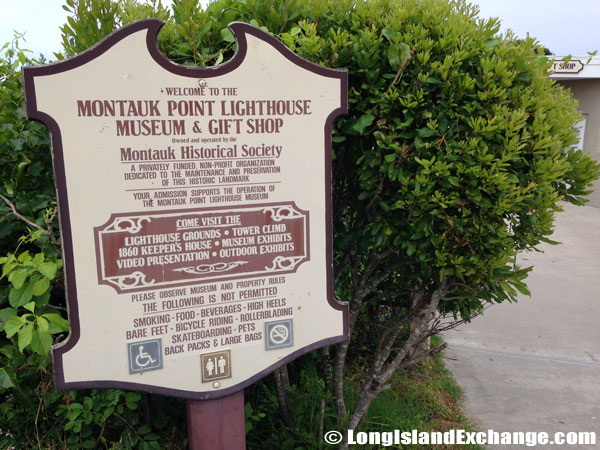 WELCOME TO THE
MONTAUK POINT LIGHTHOUSE
MUSEUM & GIFT SHOP
Owned and operated by the
Montauk Historical Society
A PRIVATELY FUNDED, NON-PROFIT ORGANIZATION
DEDICATED TO THE MAINTENANCE AND PRESERVATION
OF THIS HISTORIC LANDMARK
YOUR ADMISSION SUPPORTS THE OPERATION OF
THE MONTAUK POINT LIGHTHOUSE MUSEUM
COME VISIT THE
LIGHTHOUSE GROUNDS • TOWER CLIMB
1860 KEEPER'S HOUSE • MUSEUM EXHIBITS
VIDEO PRESENTATION • OUTDOOR EXHIBITS
PLEASE OBSERVE MUSEUM AND PROPERTY RULES
THE FOLLOWING IS NOT PERMITTED
SMOKING - FOOD - BEVERAGES - HIGH HEELS
BARE FEET - BICYCLE RIDING - ROLLERBLADING
SKATEBOARDING - PETS
BACK PACKS & LARGE BAGS
SHOP
© LongIslandExchange.com